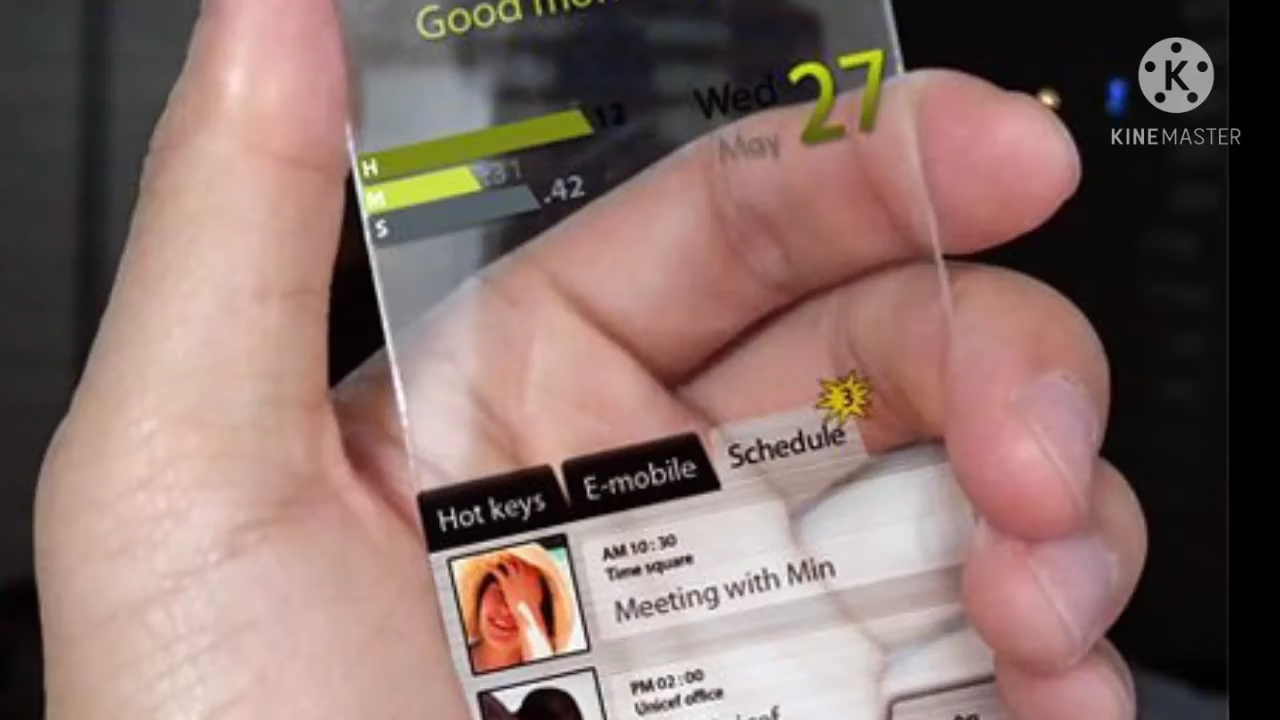 Good
KINEMASTER
Wed 27
May
H 12
M :31
S .42
3
Hot keys
E-mobile
Schedule
AM 10:30
Time square
Meeting with Min
PM 02:00
Unicef office